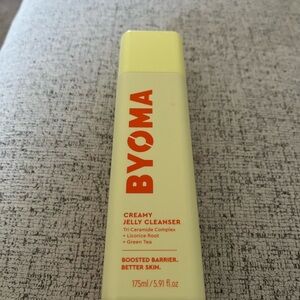 BYOMA
CREAMY
JELLY CLEANSER
Tri-Ceramide Complex
+ Licorice Root
+ Green Tea
BOOSTED BARRIER.
BETTER SKIN.
175ml / 5.91 fl.oz